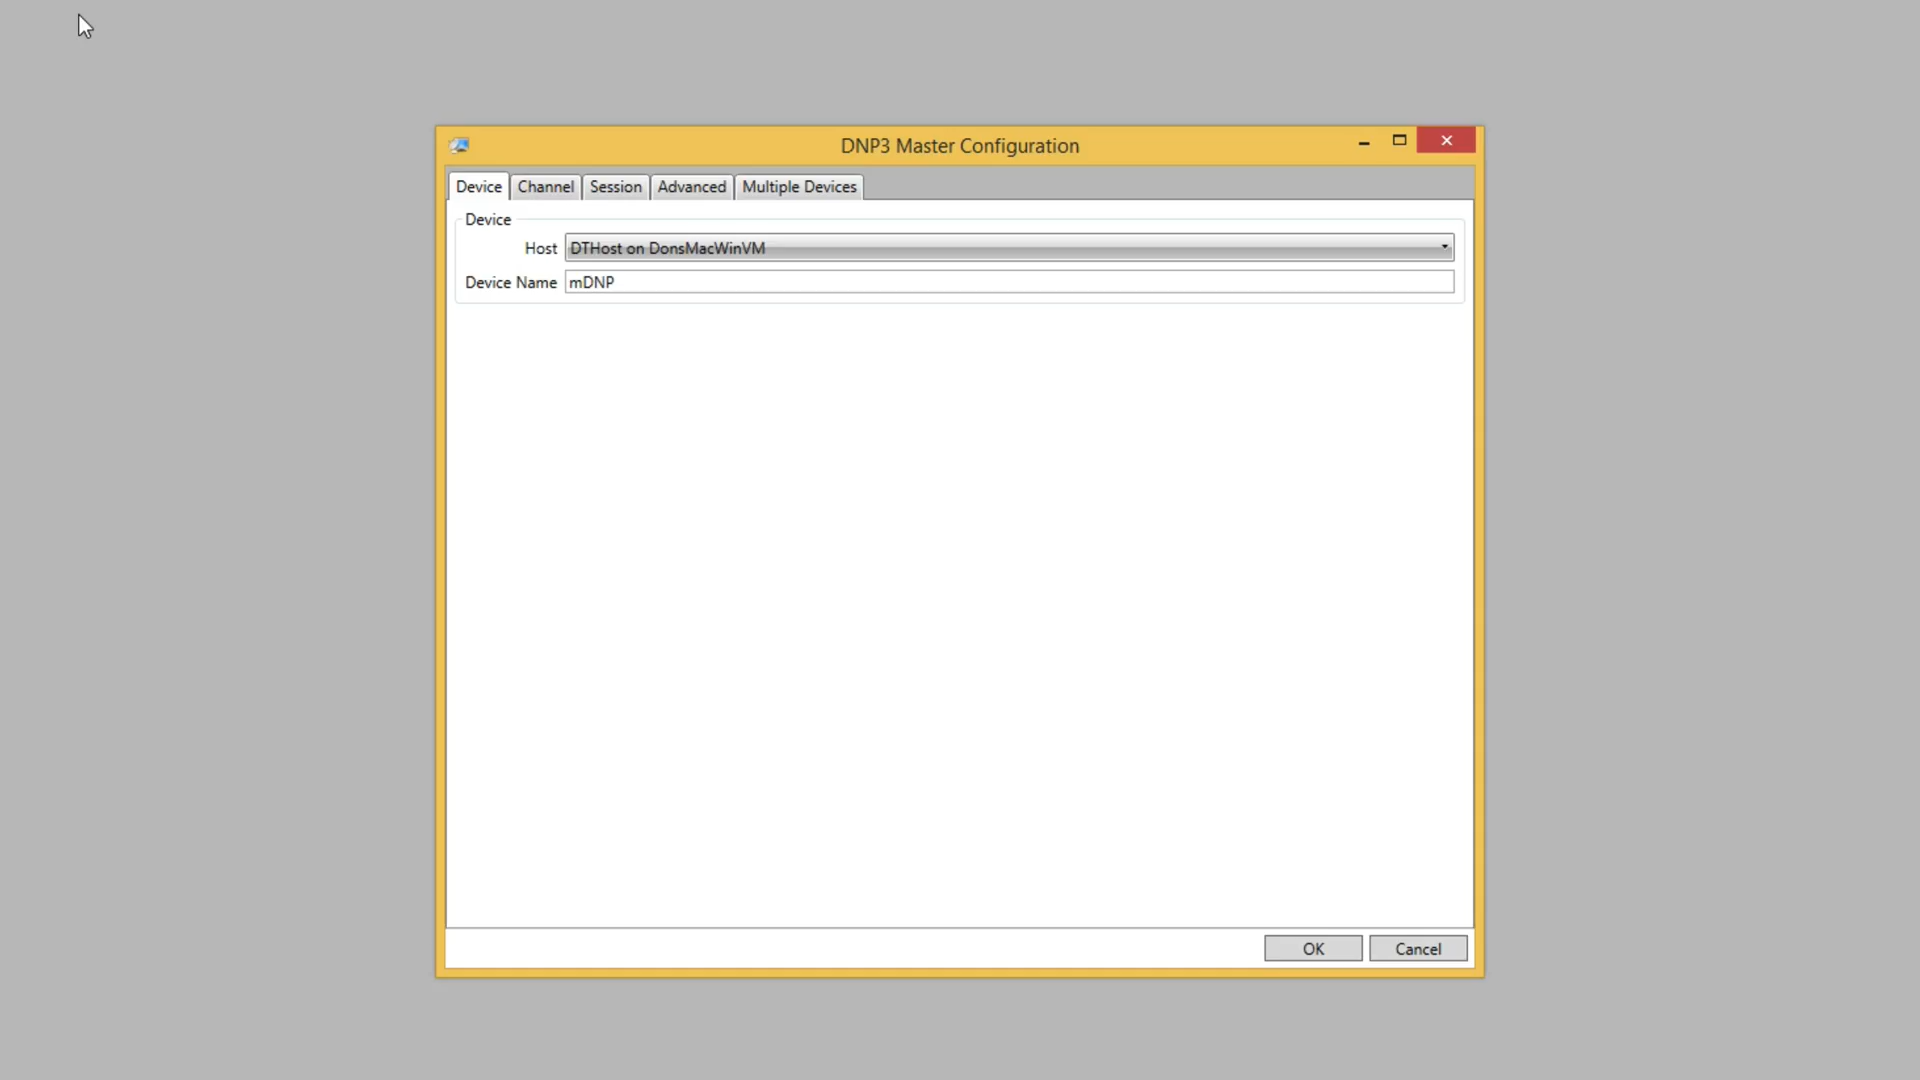 DNP3 Master Configuration
Device Channel Session Advanced Multiple Devices
Device
Host DTHost on DonsMacWinVM
Device Name mDNP
OK Cancel